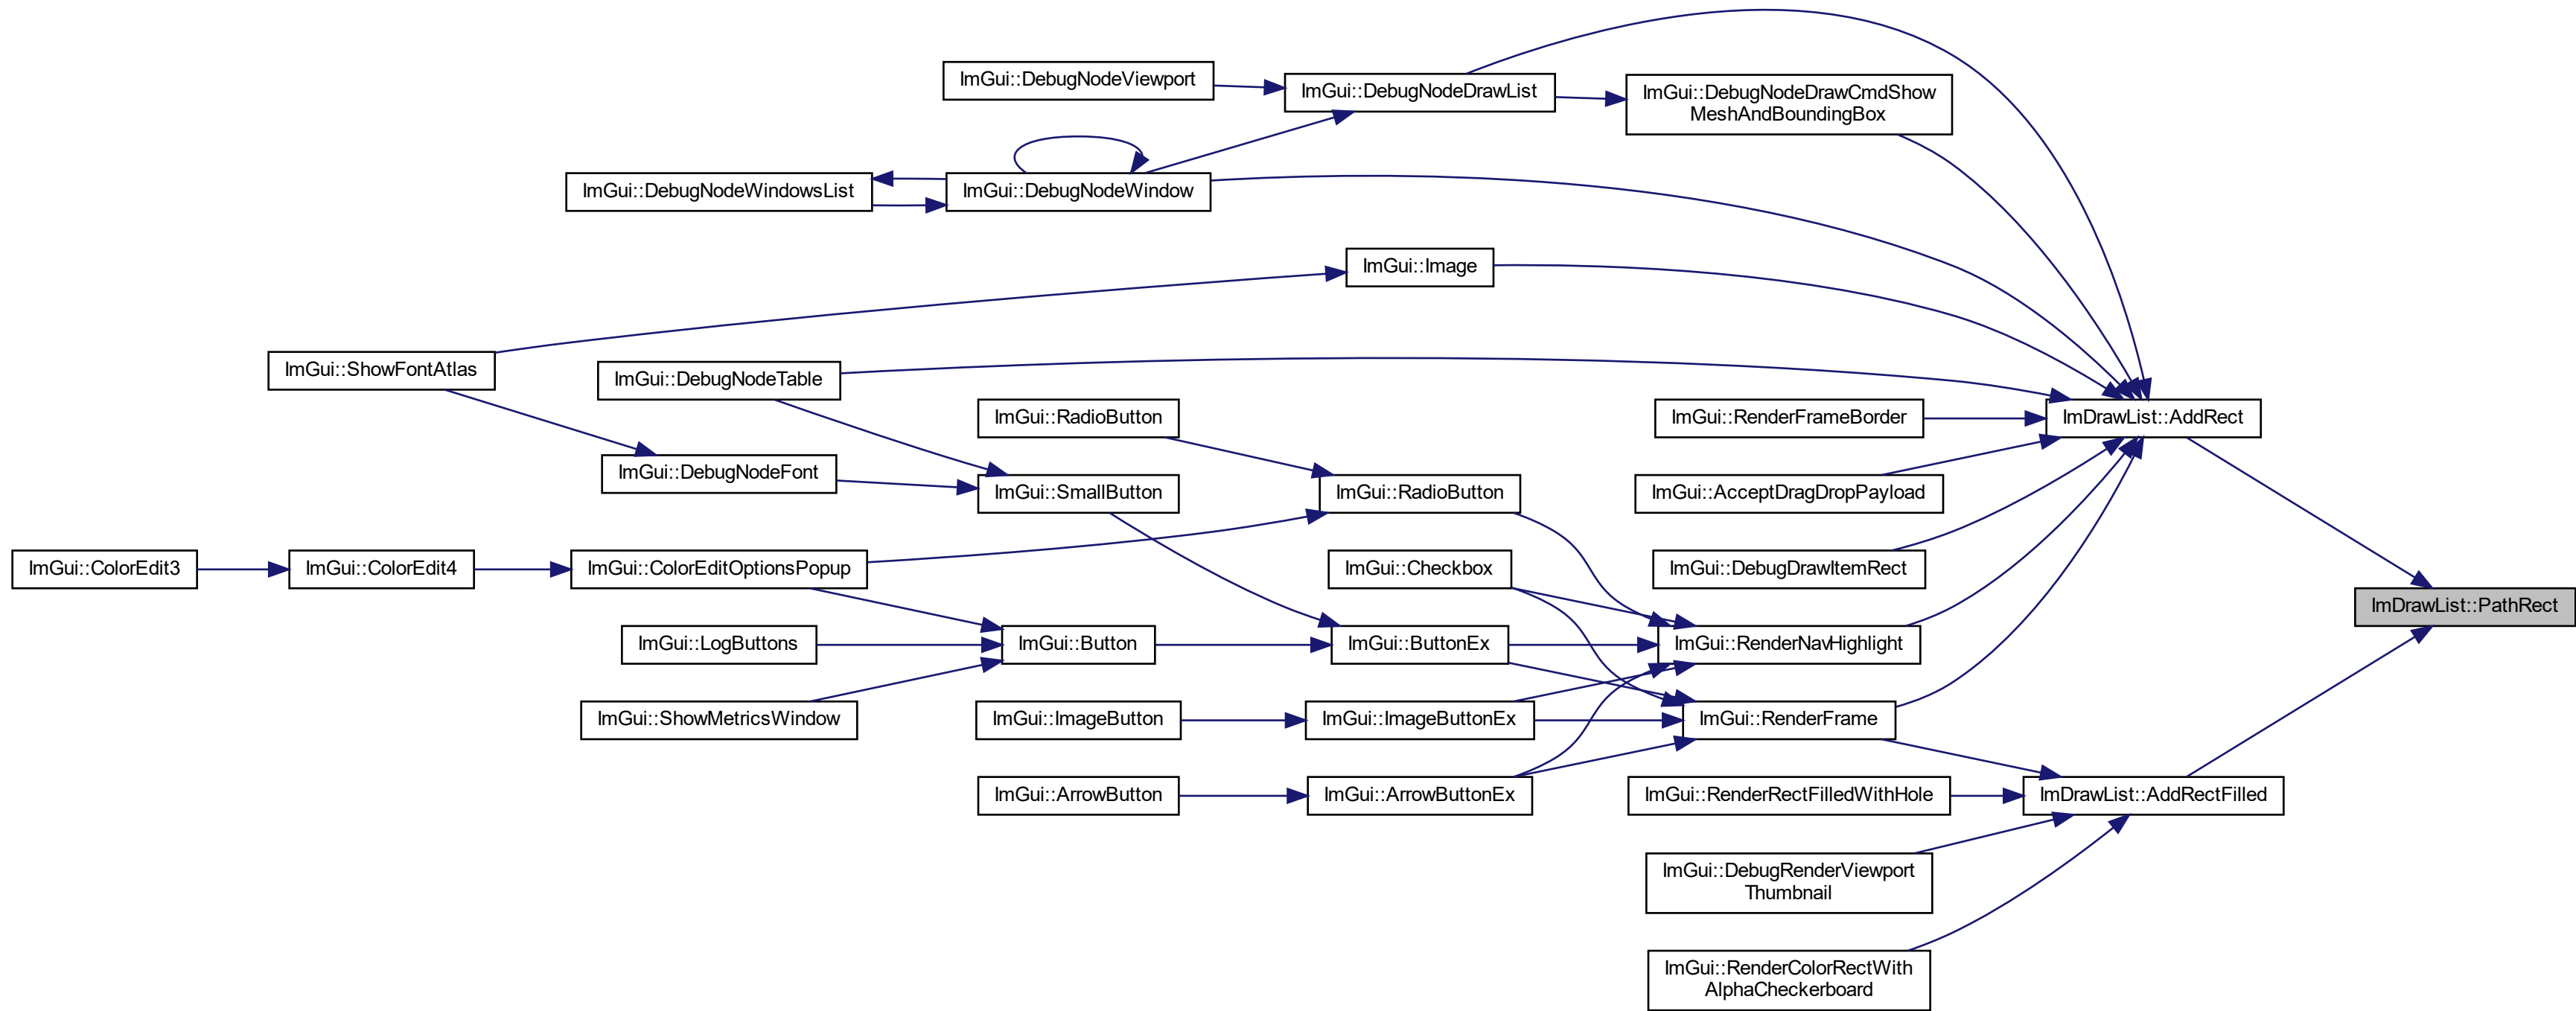 ImGui::DebugNodeViewport
ImGui::DebugNodeDrawList
ImGui::DebugNodeDrawCmdShow
MeshAndBoundingBox
ImGui::DebugNodeWindowsList
ImGui::DebugNodeWindow
ImGui::Image
ImGui::ShowFontAtlas
ImGui::DebugNodeTable
ImGui::RadioButton
ImGui::RenderFrameBorder
ImDrawList::AddRect
ImGui::DebugNodeFont
ImGui::SmallButton
ImGui::RadioButton
ImGui::AcceptDragDropPayload
ImGui::ColorEdit3
ImGui::ColorEdit4
ImGui::ColorEditOptionsPopup
ImGui::Checkbox
ImGui::DebugDrawItemRect
ImDrawList::PathRect
ImGui::LogButtons
ImGui::Button
ImGui::ButtonEx
ImGui::RenderNavHighlight
ImGui::ShowMetricsWindow
ImGui::ImageButton
ImGui::ImageButtonEx
ImGui::RenderFrame
ImGui::ArrowButton
ImGui::ArrowButtonEx
ImGui::RenderRectFilledWithHole
ImDrawList::AddRectFilled
ImGui::DebugRenderViewport
Thumbnail
ImGui::RenderColorRectWith
AlphaCheckerboard